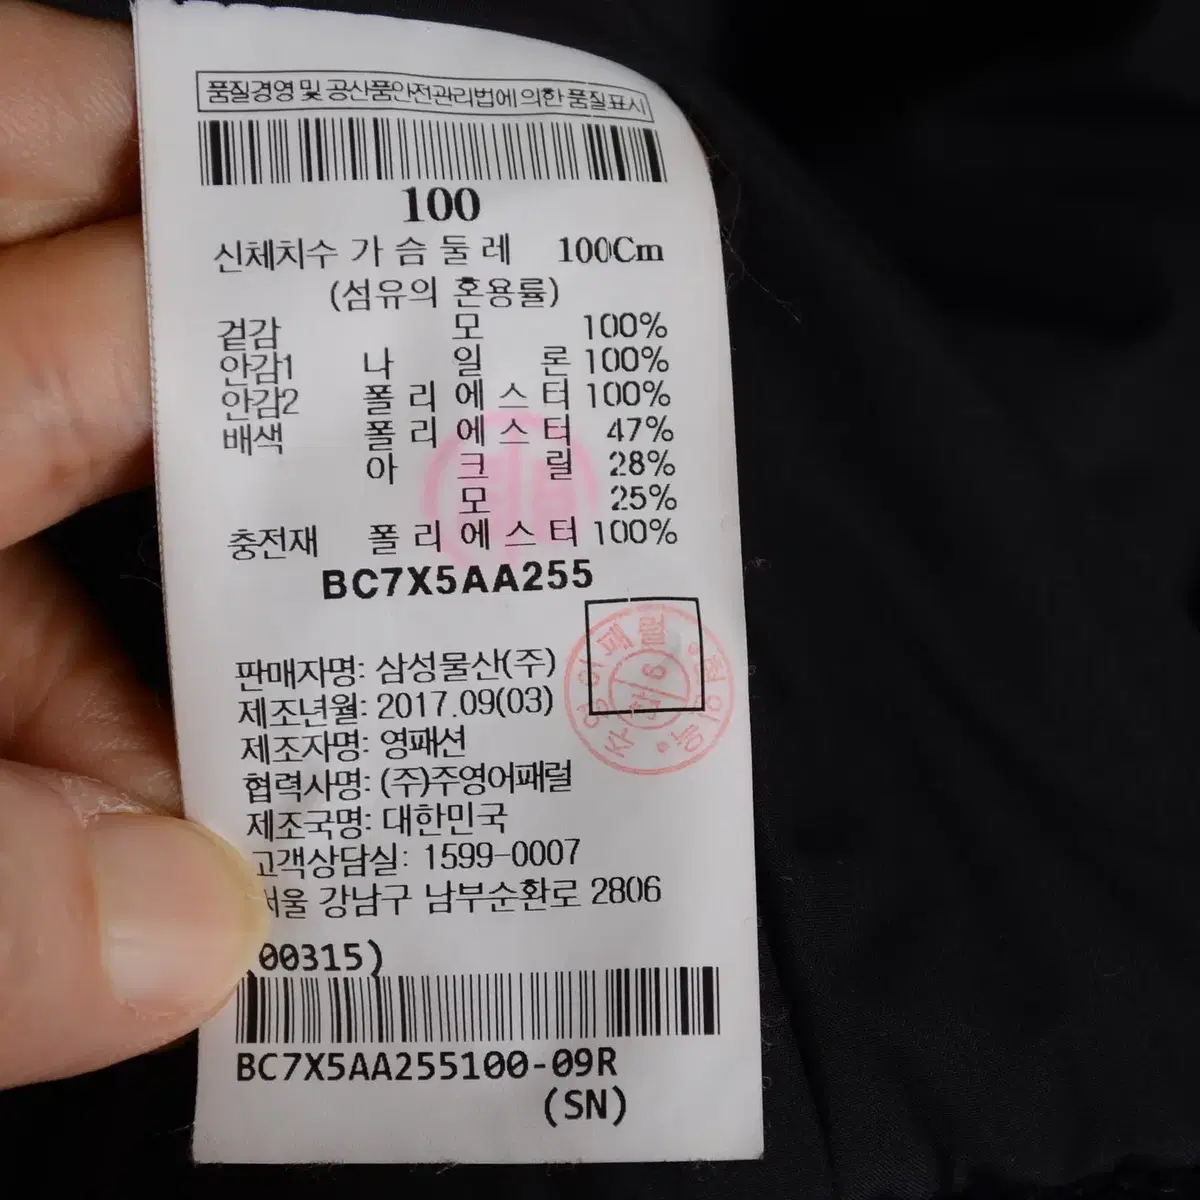 품질경영 및 공산품안전관리법에 의한 품질표시
100
신체치수 가 슴 둘 레 100Cm
(섬유의 혼용률)
겉감 모 100%
안감1 나 일 론 100%
안감2 폴 리 에 스 터 100%
배색 폴 리 에 스 터 47%
아 크 릴 28%
모 25%
충전재 폴 리 에 스 터 100%
BC7X5AA255
판매자명: 삼성물산(주)
제조년월: 2017.09(03)
제조자명: 영패션
협력사명: (주)주영어패럴
제조국명: 대한민국
고객상담실: 1599-0007
서울 강남구 남부순환로 2806
(00315)
BC7X5AA255100-09R
(SN)